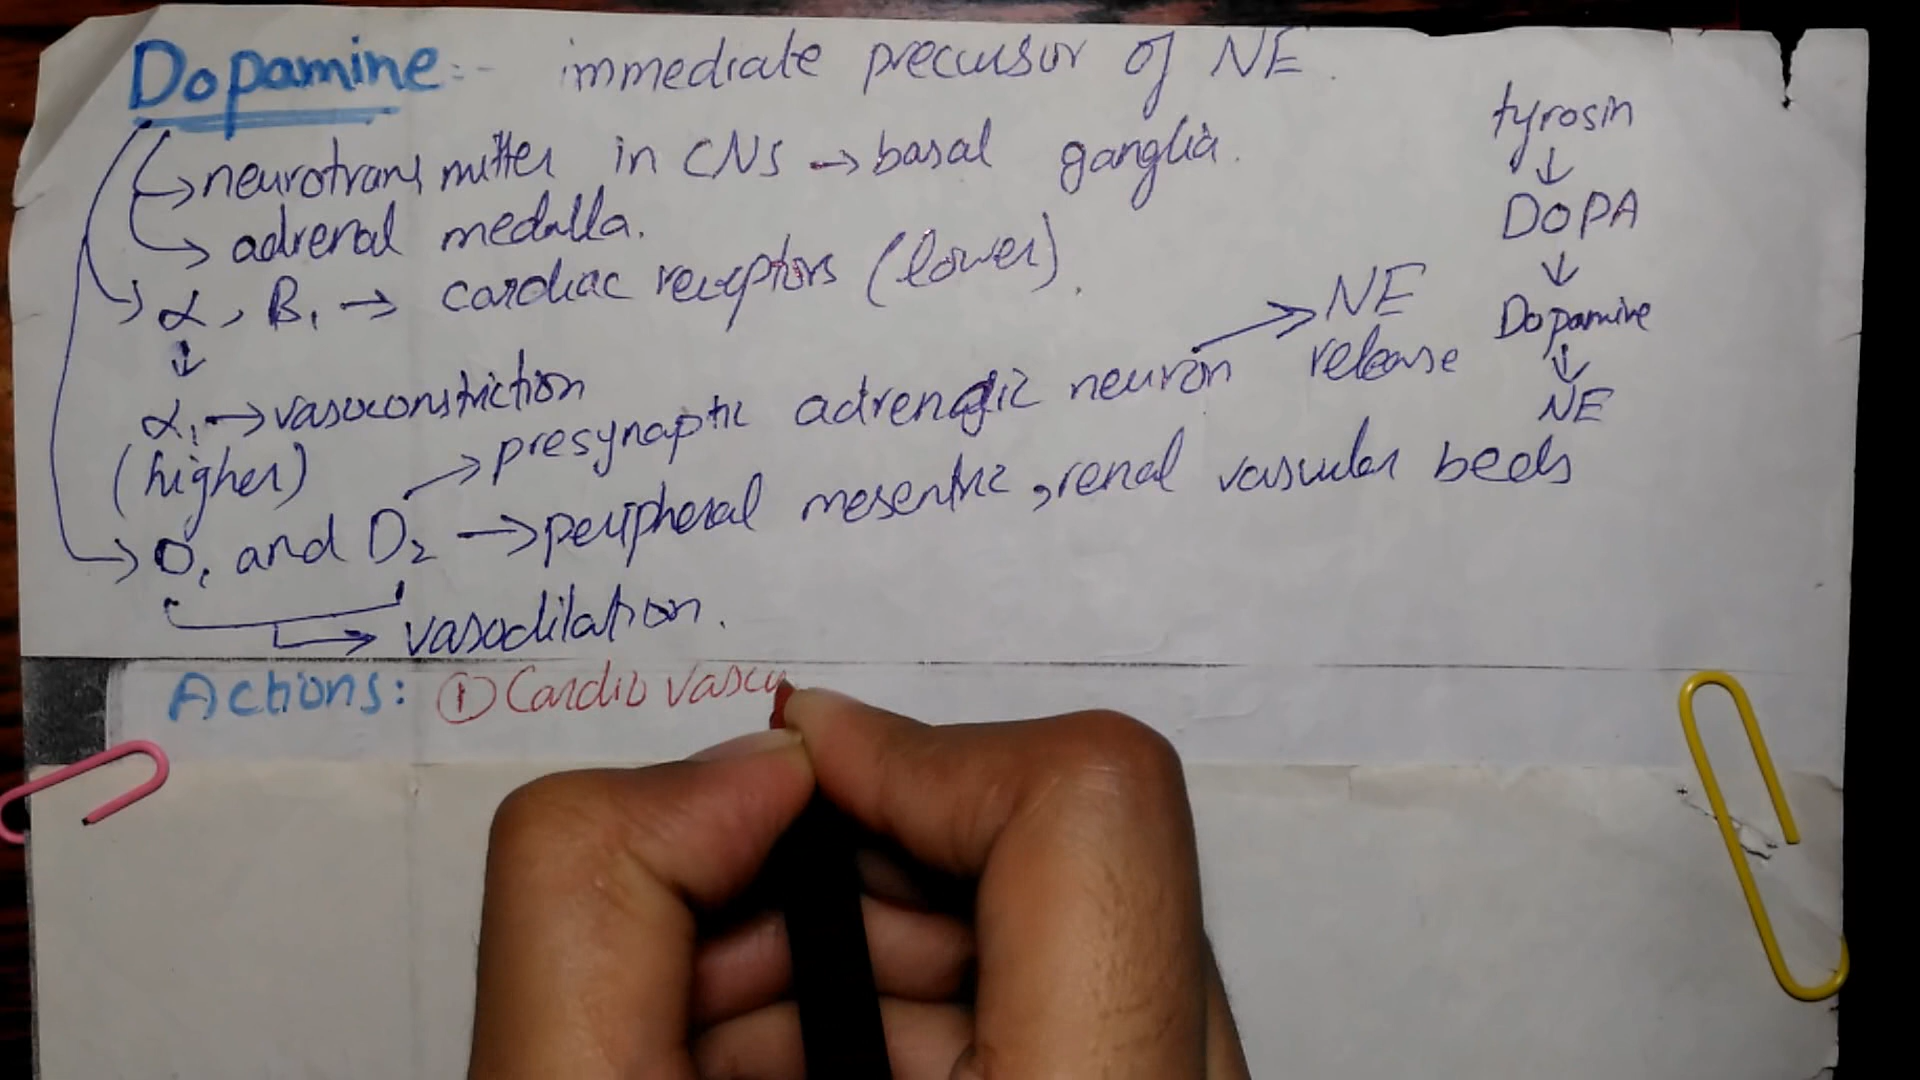 Dopamine:- immediate precursor of NE.
neurotransmitter in CNS → basal ganglia.
adrenal medulla.
α, B₁ → cardiac receptors (lower).
↓
α₁ → vasoconstriction
(higher)
presynaptic adrenergic neuron → NE release
D₁ and D₂ → peripheral mesentric, renal vascular beds
vasodilation.
tyrosin
↓
DOPA
↓
Dopamine
↓
NE
Actions: ① Cardio vascu